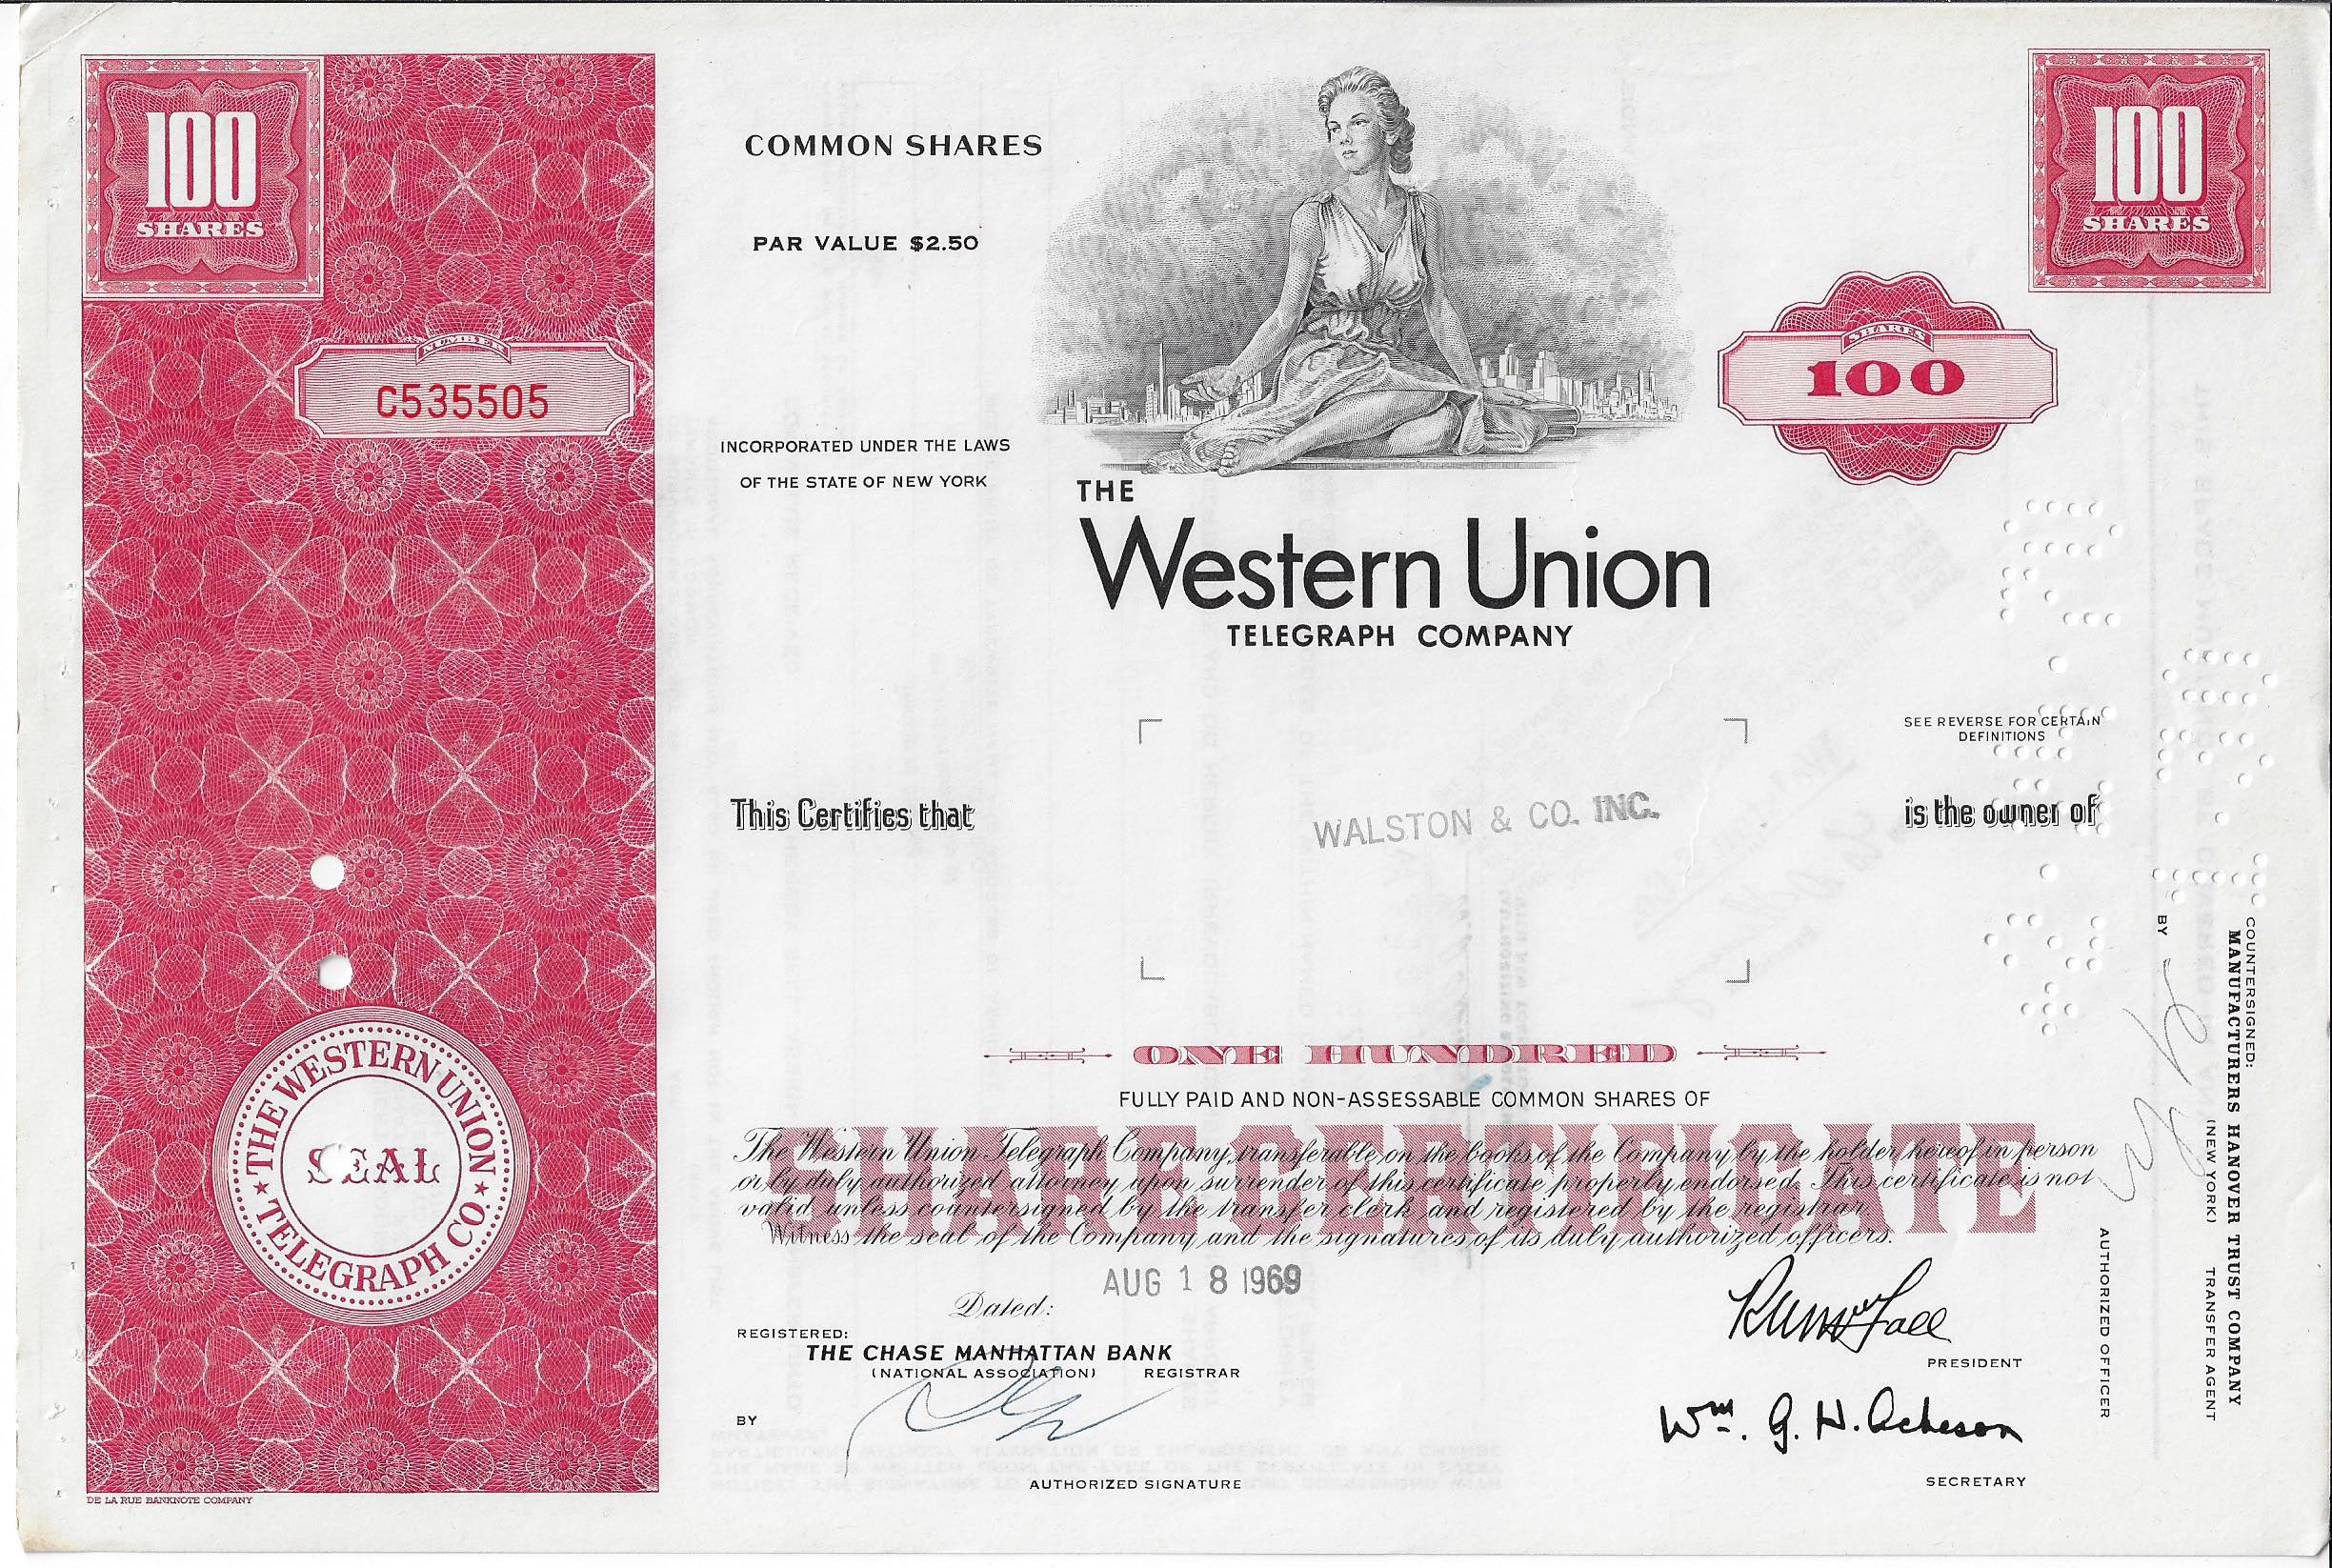 100
SHARES
COMMON SHARES
PAR VALUE $2.50
100
SHARES
NUMBER
C535505
SHARES
100
INCORPORATED UNDER THE LAWS
OF THE STATE OF NEW YORK
THE
Western Union
TELEGRAPH COMPANY
SEE REVERSE FOR CERTAIN
DEFINITIONS
This Certifies that
WALSTON & CO. INC.
is the owner of
ONE HUNDRED
FULLY PAID AND NON-ASSESSABLE COMMON SHARES OF
SHARE CERTIFICATE
The Western Union Telegraph Company, transferable on the books of the Company by the holder hereof in person
or by duly authorized attorney upon surrender of this certificate properly endorsed. This certificate is not
valid unless countersigned by the transfer clerk and registered by the registrar.
Witness the seal of the Company and the signatures of its duly authorized officers.
THE WESTERN UNION
SEAL
TELEGRAPH CO.
AUG 18 1969
Dated:
REGISTERED:
THE CHASE MANHATTAN BANK
(NATIONAL ASSOCIATION) REGISTRAR
BY
AUTHORIZED SIGNATURE
PRESIDENT
Wm. G. H. Acheson
SECRETARY
COUNTERSIGNED:
MANUFACTURERS HANOVER TRUST COMPANY
(NEW YORK) TRANSFER AGENT
BY
AUTHORIZED OFFICER
DE LA RUE BANKNOTE COMPANY